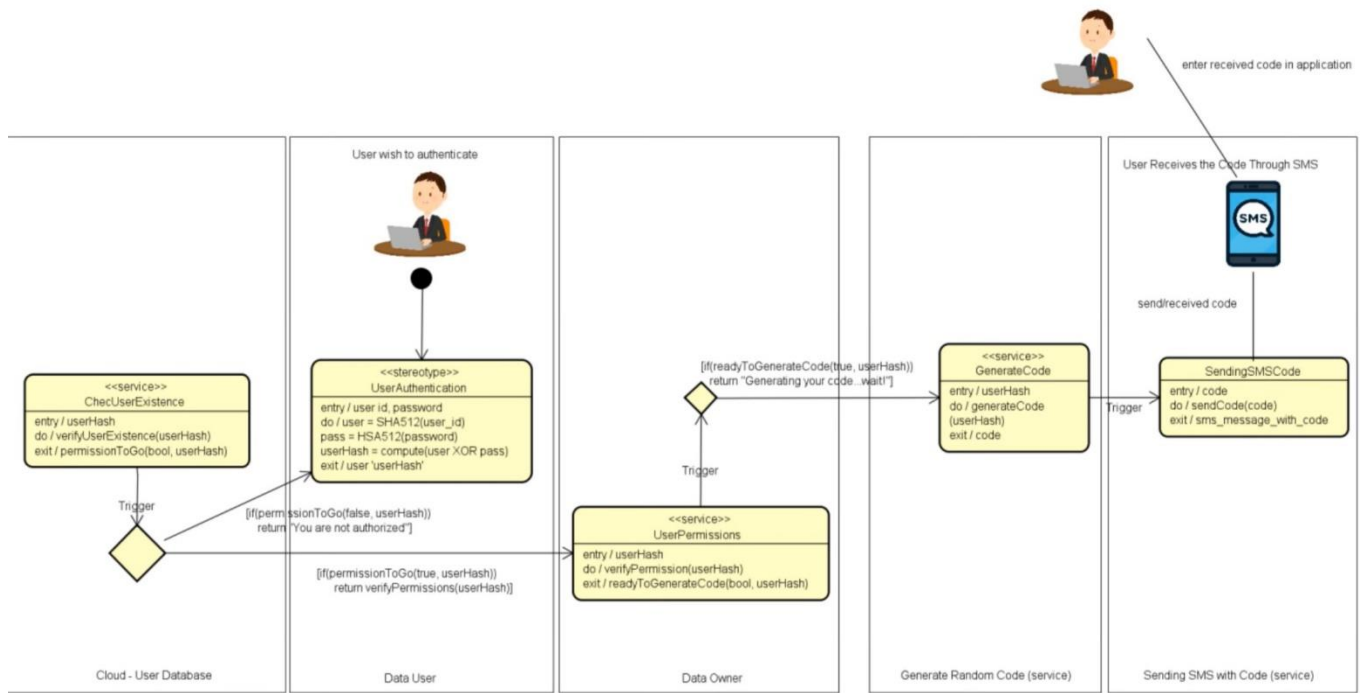 enter received code in application
User wish to authenticate
User Receives the Code Through SMS
SMS
send/received code
<<service>>
ChecUserExistence
entry / userHash
do / verifyUserExistence(userHash)
exit / permissionToGo(bool, userHash)
Trigger
<<stereotype>>
UserAuthentication
entry / user id, password
do / user = SHA512(user_id)
pass = HSA512(password)
userHash = compute(user XOR pass)
exit / user 'userHash'
[if(permissionToGo(false, userHash))
return "You are not authorized"]
[if(permissionToGo(true, userHash))
return verifyPermissions(userHash)]
<<service>>
UserPermissions
entry / userHash
do / verifyPermission(userHash)
exit / readyToGenerateCode(bool, userHash)
Trigger
[if(readyToGenerateCode(true, userHash))
return "Generating your code...wait!"]
<<service>>
GenerateCode
entry / userHash
do / generateCode
(userHash)
exit / code
Trigger
SendingSMSCode
entry / code
do / sendCode(code)
exit / sms_message_with_code
Cloud - User Database
Data User
Data Owner
Generate Random Code (service)
Sending SMS with Code (service)